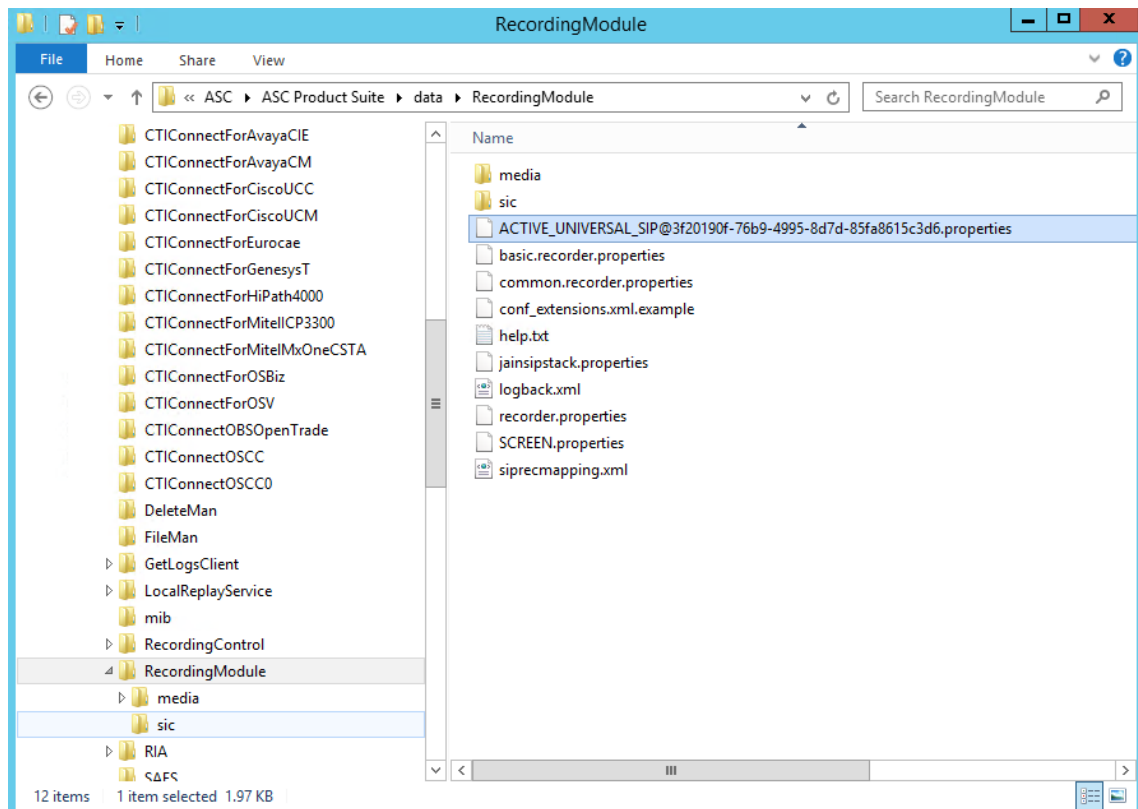 RecordingModule
File Home Share View
« ASC ASC Product Suite data RecordingModule
Search RecordingModule
CTIConnectForAvayaCIE
CTIConnectForAvayaCM
CTIConnectForCiscoUCC
CTIConnectForCiscoUCM
CTIConnectForEurocae
CTIConnectForGenesysT
CTIConnectForHiPath4000
CTIConnectForMitelICP3300
CTIConnectForMitelMxOneCSTA
CTIConnectForOSBiz
CTIConnectForOSV
CTIConnectOBSOpenTrade
CTIConnectOSCC
CTIConnectOSCC0
DeleteMan
FileMan
GetLogsClient
LocalReplayService
mib
RecordingControl
RecordingModule
media
sic
RIA
SAFS
Name
media
sic
ACTIVE_UNIVERSAL_SIP@3f20190f-76b9-4995-8d7d-85fa8615c3d6.properties
basic.recorder.properties
common.recorder.properties
conf_extensions.xml.example
help.txt
jainsipstack.properties
logback.xml
recorder.properties
SCREEN.properties
siprecmapping.xml
12 items 1 item selected 1.97 KB